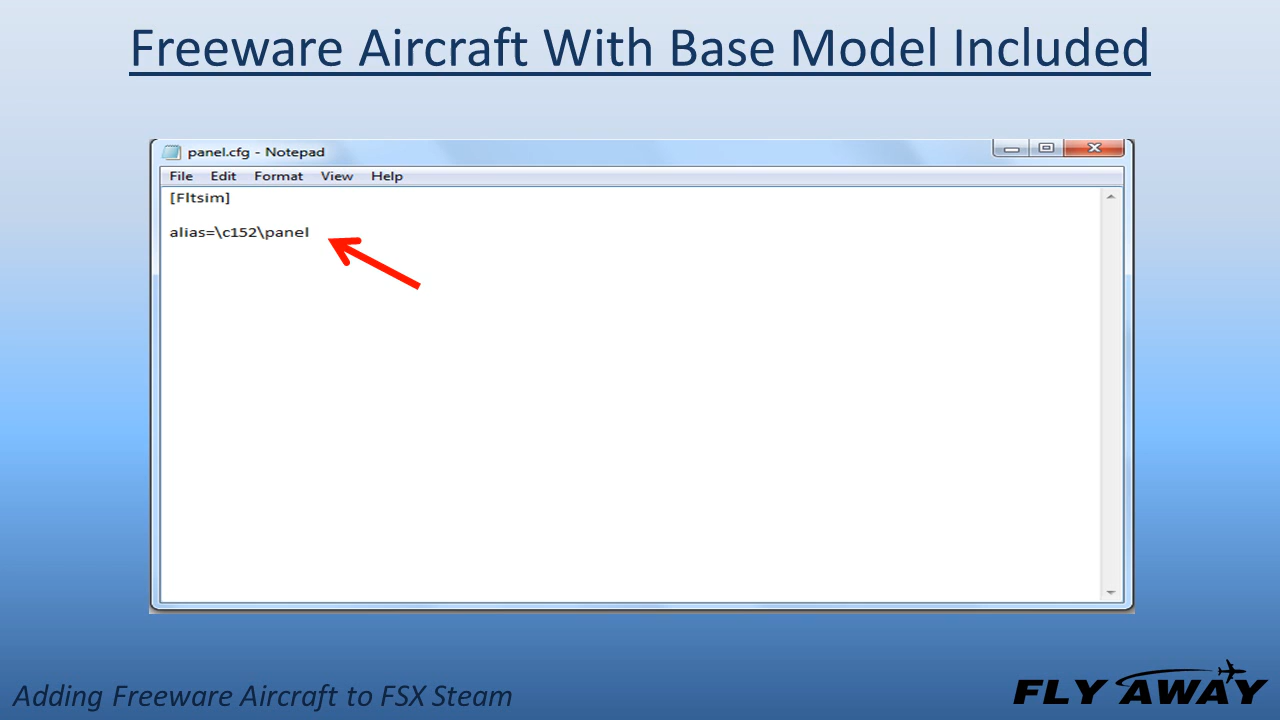 Freeware Aircraft With Base Model Included
panel.cfg - Notepad
File Edit Format View Help
[Fltsim]
alias=\c152\panel
Adding Freeware Aircraft to FSX Steam
FLY AWAY